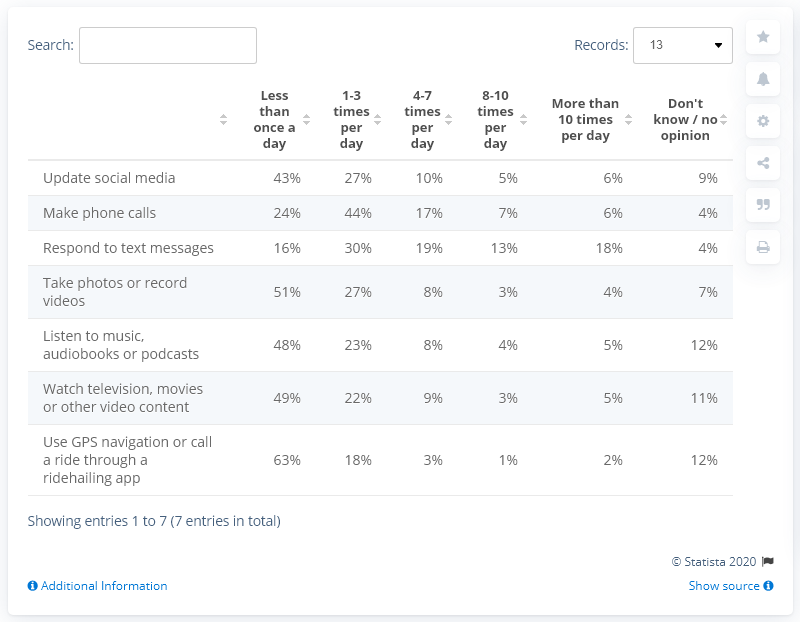 Search:
Records: 13
Less than once a day 1-3 times per day 4-7 times per day 8-10 times per day More than 10 times per day Don't know / no opinion
Update social media 43% 27% 10% 5% 6% 9%
Make phone calls 24% 44% 17% 7% 6% 4%
Respond to text messages 16% 30% 19% 13% 18% 4%
Take photos or record
videos 51% 27% 8% 3% 4% 7%
Listen to music,
audiobooks or podcasts 48% 23% 8% 4% 5% 12%
Watch television, movies
or other video content 49% 22% 9% 3% 5% 11%
Use GPS navigation or call
a ride through a
ridehailing app 63% 18% 3% 1% 2% 12%
Showing entries 1 to 7 (7 entries in total)
© Statista 2020
Additional Information
Show source